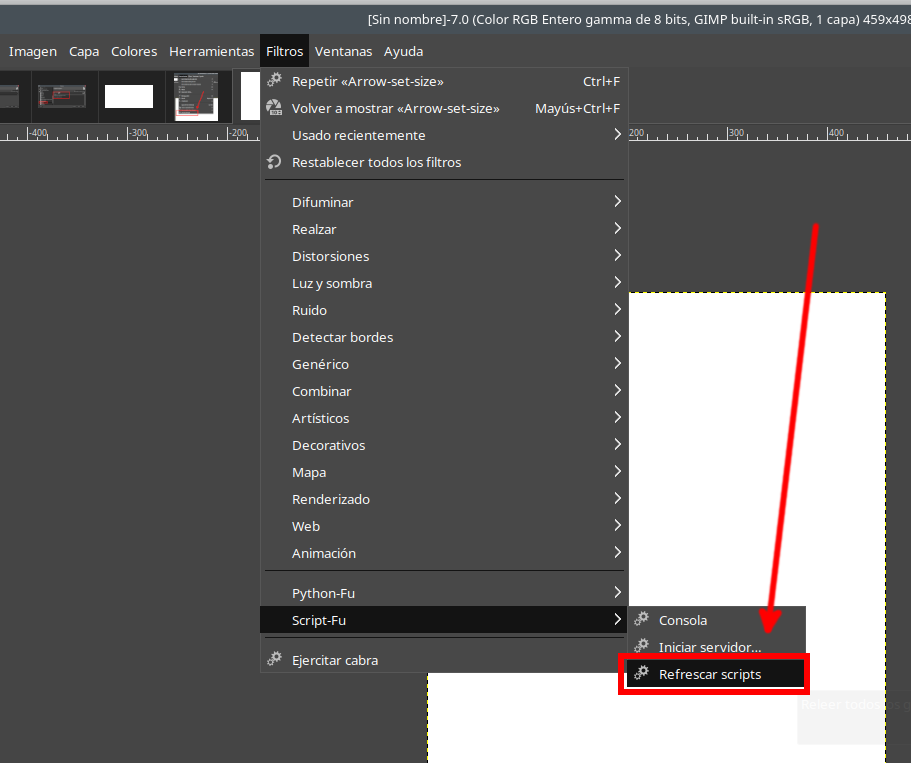 [Sin nombre]-7.0 (Color RGB Entero gamma de 8 bits, GIMP built-in sRGB, 1 capa) 459x498
Imagen Capa Colores Herramientas Filtros Ventanas Ayuda
-400 -300 -200 200 300 400
Repetir «Arrow-set-size» Ctrl+F
Volver a mostrar «Arrow-set-size» Mayús+Ctrl+F
Usado recientemente
Restablecer todos los filtros
Difuminar
Realzar
Distorsiones
Luz y sombra
Ruido
Detectar bordes
Genérico
Combinar
Artísticos
Decorativos
Mapa
Renderizado
Web
Animación
Python-Fu
Script-Fu
Consola
Iniciar servidor...
Ejercitar cabra
Refrescar scripts
Releer todos